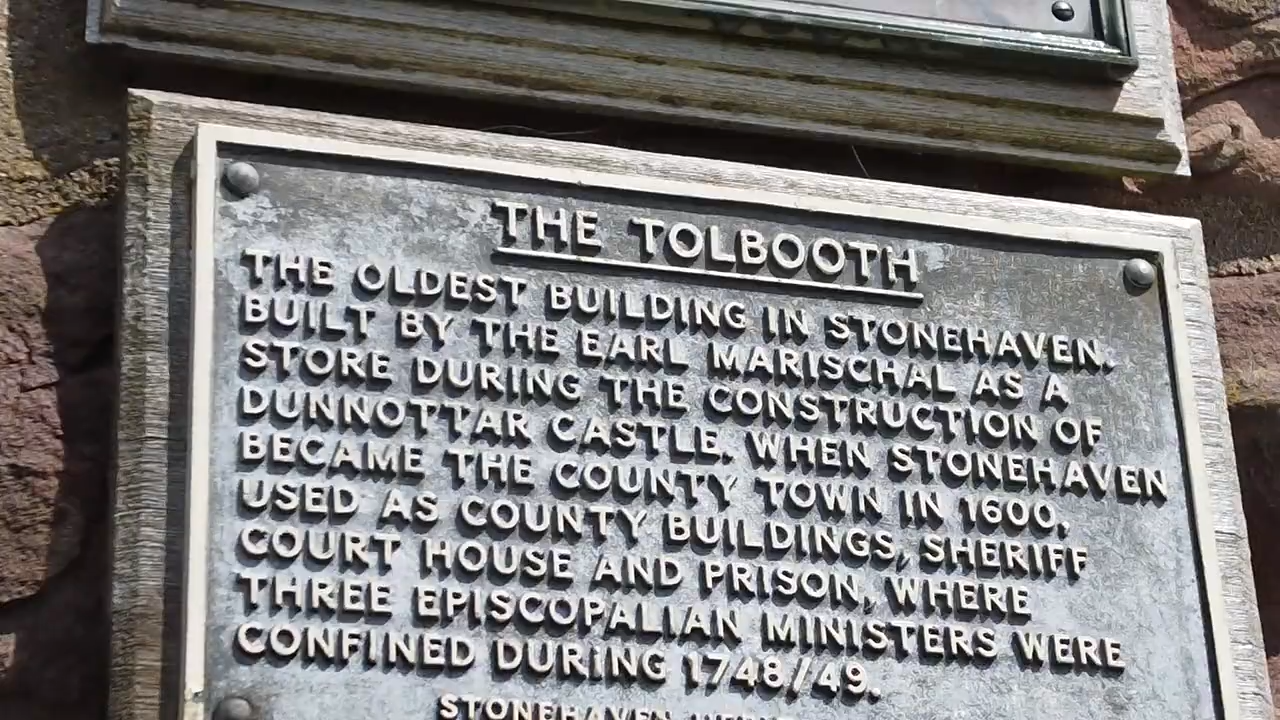 THE TOLBOOTH
THE OLDEST BUILDING IN STONEHAVEN.
BUILT BY THE EARL MARISCHAL AS A
STORE DURING THE CONSTRUCTION OF
DUNNOTTAR CASTLE. WHEN STONEHAVEN
BECAME THE COUNTY TOWN IN 1600,
USED AS COUNTY BUILDINGS, SHERIFF
COURT HOUSE AND PRISON, WHERE
THREE EPISCOPALIAN MINISTERS WERE
CONFINED DURING 1748/49.
STONEHAVEN